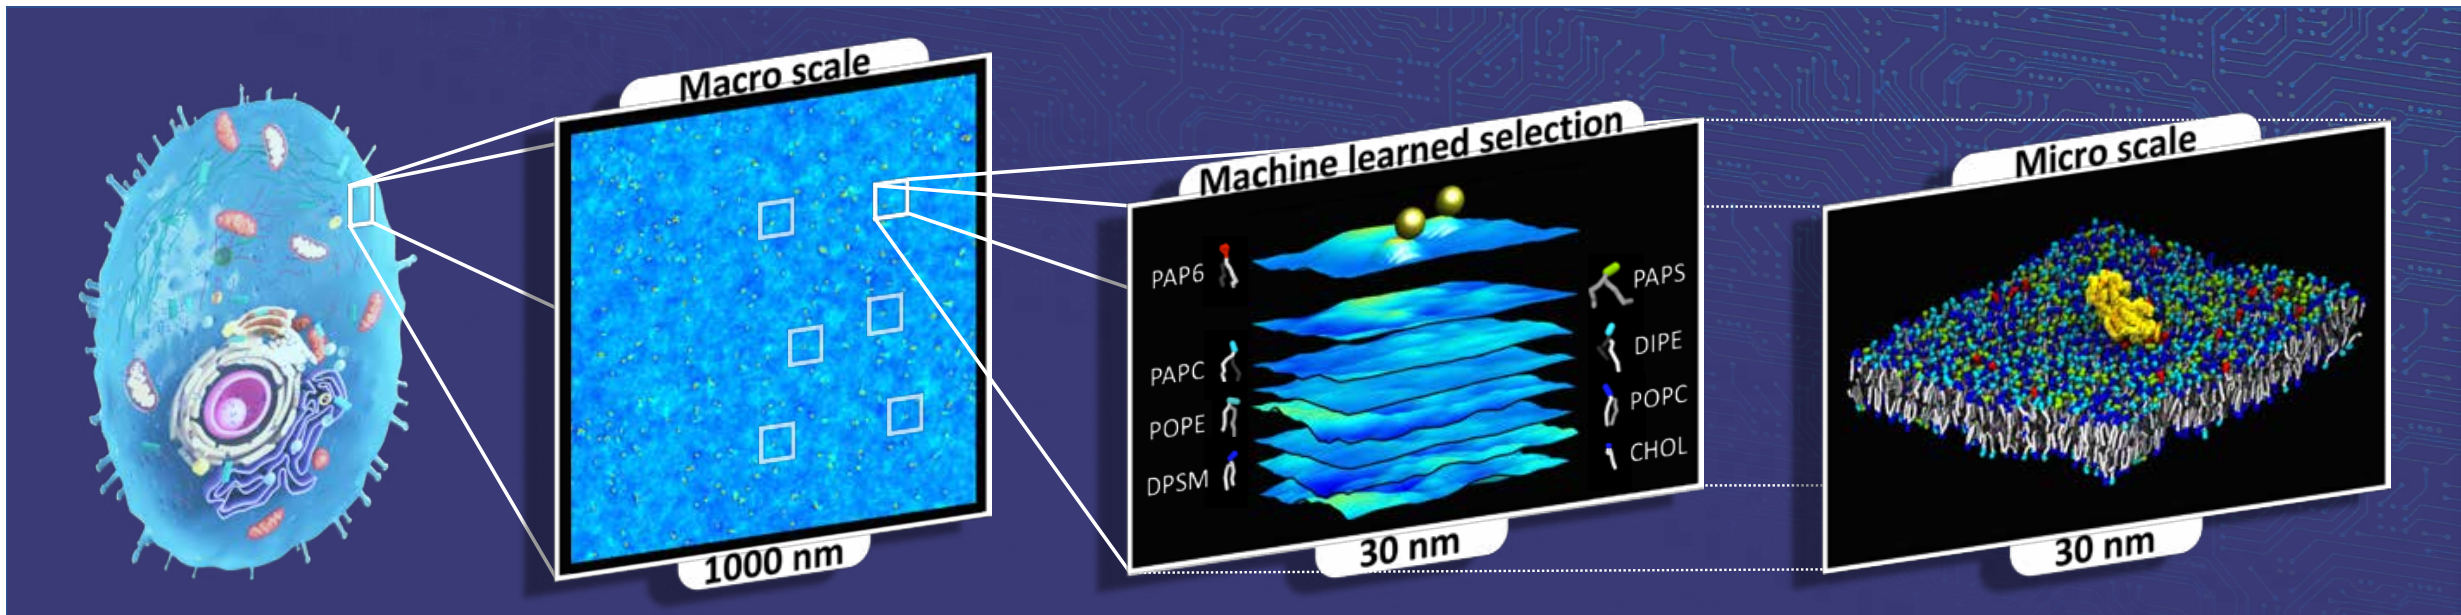 Macro scale
1000 nm
Machine learned selection
PAP6
PAPC
POPE
DPSM
PAPS
DIPE
POPC
CHOL
30 nm
Micro scale
30 nm